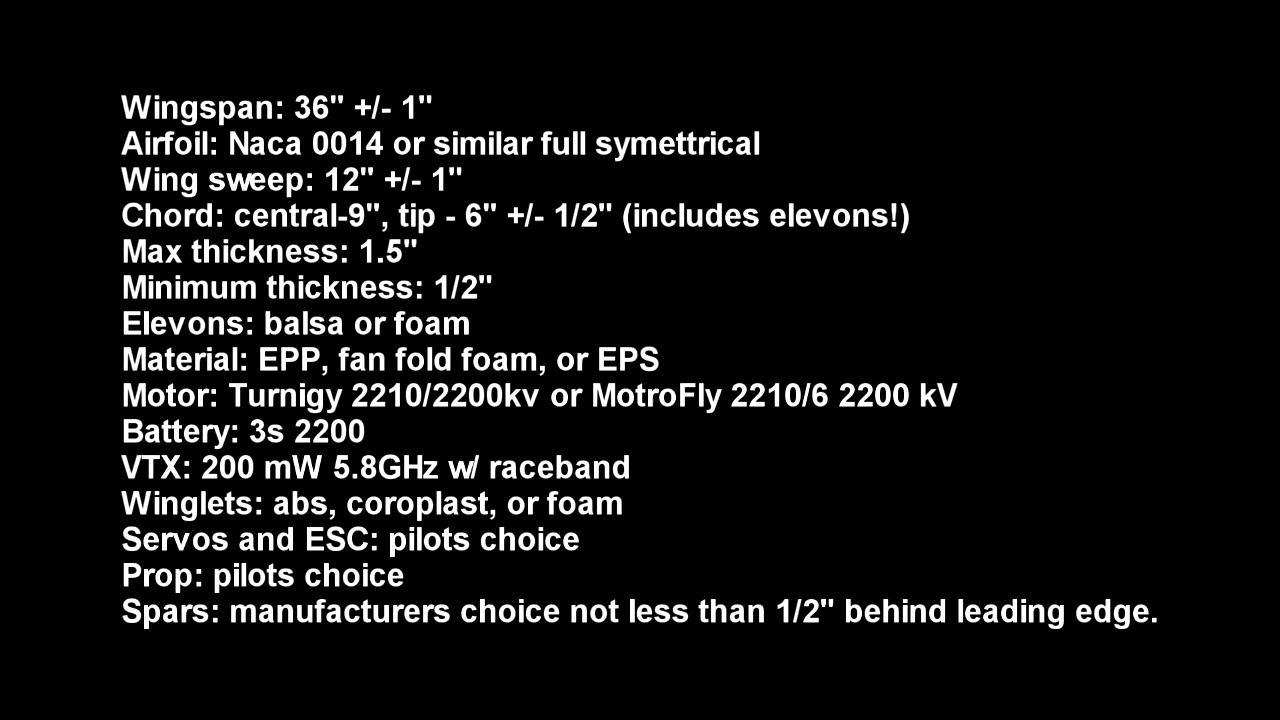 Wingspan: 36" +/- 1"
Airfoil: Naca 0014 or similar full symettrical
Wing sweep: 12" +/- 1"
Chord: central-9", tip - 6" +/- 1/2" (includes elevons!)
Max thickness: 1.5"
Minimum thickness: 1/2"
Elevons: balsa or foam
Material: EPP, fan fold foam, or EPS
Motor: Turnigy 2210/2200kv or MotroFly 2210/6 2200 kV
Battery: 3s 2200
VTX: 200 mW 5.8GHz w/ raceband
Winglets: abs, coroplast, or foam
Servos and ESC: pilots choice
Prop: pilots choice
Spars: manufacturers choice not less than 1/2" behind leading edge.